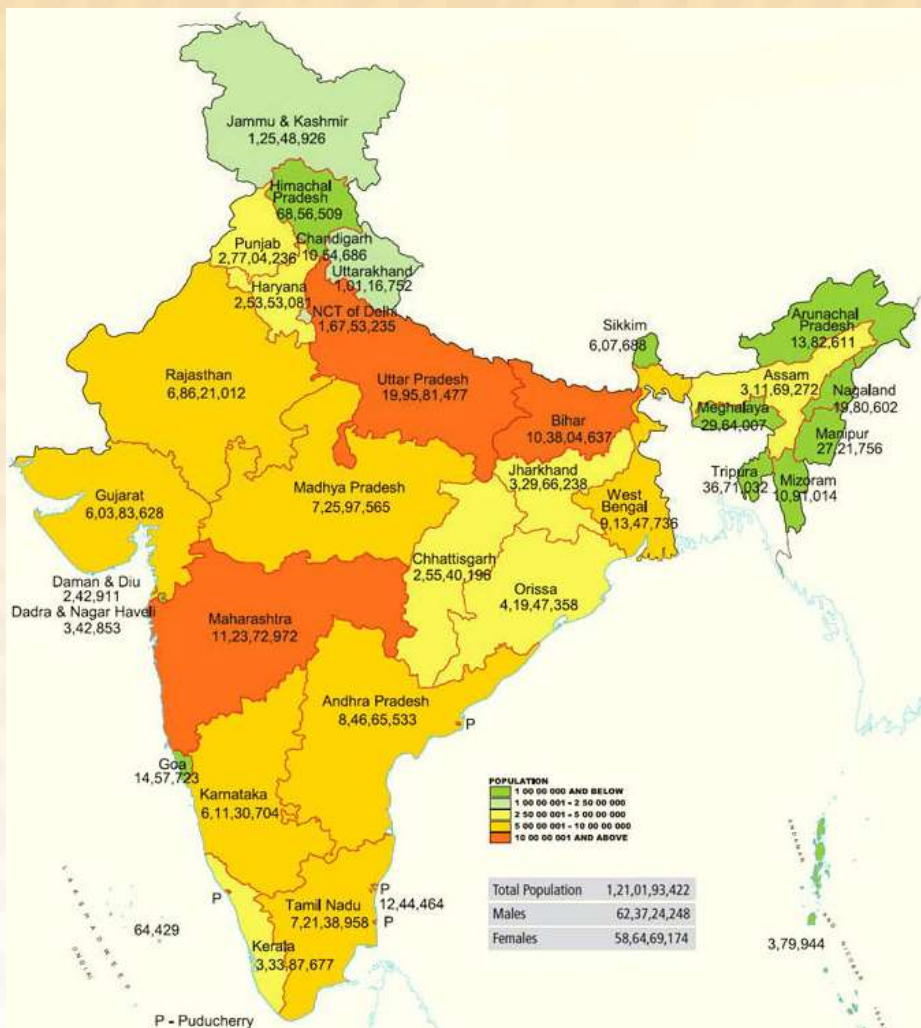 Jammu & Kashmir
1,25,48,926
Himachal
Pradesh
68,56,509
Punjab
2,77,04,236
Chandigarh
10,54,686
Uttarakhand
1,01,16,752
Haryana
2,53,53,081
NCT of Delhi
1,67,53,235
Sikkim
6,07,688
Arunachal
Pradesh
13,82,611
Rajasthan
6,86,21,012
Uttar Pradesh
19,95,81,477
Assam
3,11,69,272
Nagaland
19,80,602
Bihar
10,38,04,637
Meghalaya
29,64,007
Manipur
27,21,756
Jharkhand
3,29,66,238
Tripura
36,71,032
Mizoram
10,91,014
Gujarat
6,03,83,628
Madhya Pradesh
7,25,97,565
West
Bengal
9,13,47,736
Chhattisgarh
2,55,40,196
Daman & Diu
2,42,911
Dadra & Nagar Haveli
3,42,853
Orissa
4,19,47,358
Maharashtra
11,23,72,972
Andhra Pradesh
8,46,65,533
P
Goa
14,57,723
Karnataka
6,11,30,704
POPULATION
1 00 00 000 AND BELOW
1 00 00 001 - 2 50 00 000
2 50 00 001 - 5 00 00 000
5 00 00 001 - 10 00 00 000
10 00 00 001 AND ABOVE
Total Population 1,21,01,93,422
Males 62,37,24,248
Females 58,64,69,174
LAKSHADWEEP
64,429
P
Tamil Nadu
7,21,38,958
P
12,44,464
P
Kerala
3,33,87,677
ANDAMAN
AND NICOBAR
3,79,944
P - Puducherry